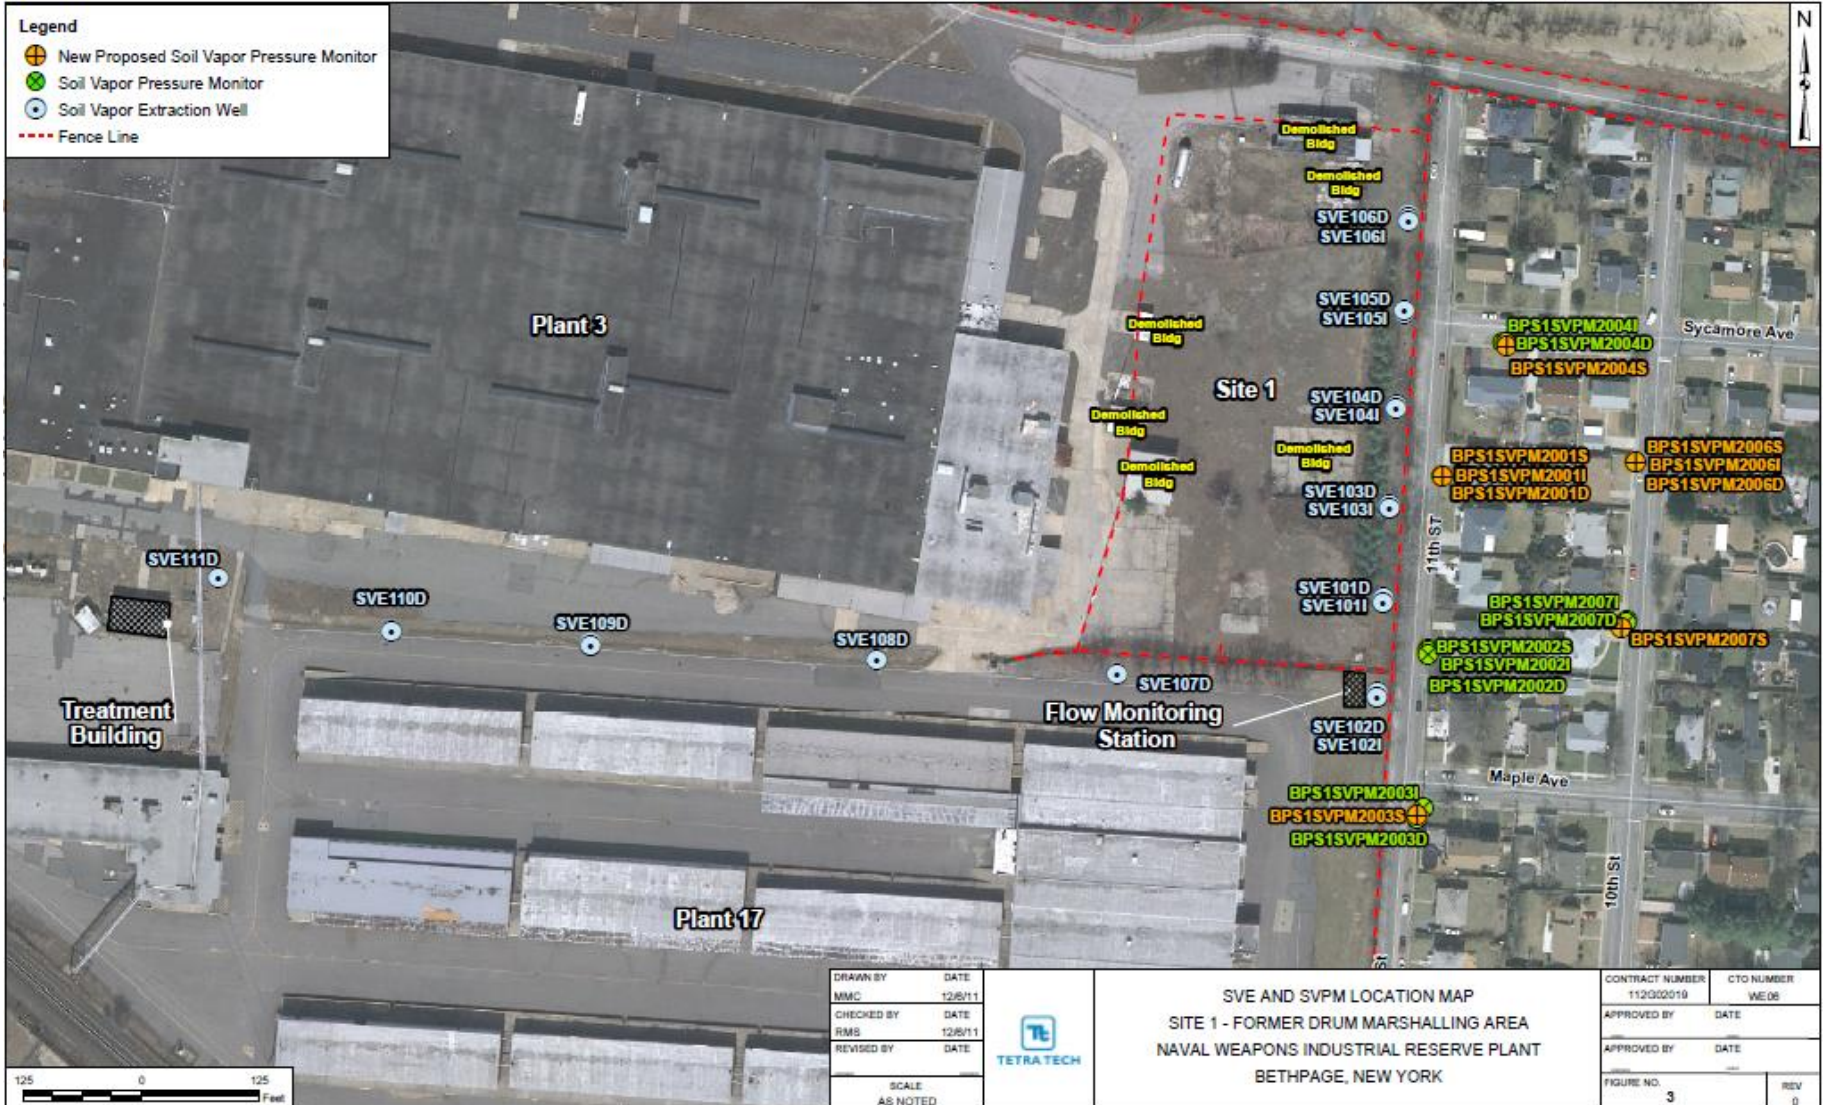 Legend
New Proposed Soil Vapor Pressure Monitor
Soil Vapor Pressure Monitor
Soil Vapor Extraction Well
Fence Line
N
Demolished
Bldg
Demolished
Bldg
SVE106D
SVE106I
SVE105D
SVE105I
Plant 3
Demolished
Bldg
BPS1SVPM2004I
BPS1SVPM2004D
BPS1SVPM2004S
Sycamore Ave
Site 1
SVE104D
SVE104I
Demolished
Bldg
Demolished
Bldg
Demolished
Bldg
BPS1SVPM2001S
BPS1SVPM2001I
BPS1SVPM2001D
BPS1SVPM2006S
BPS1SVPM2006I
BPS1SVPM2006D
SVE103D
SVE103I
11th ST
SVE111D
SVE110D
SVE109D
SVE108D
SVE101D
SVE101I
BPS1SVPM2007I
BPS1SVPM2007D
BPS1SVPM2007S
BPS1SVPM2002S
BPS1SVPM2002I
BPS1SVPM2002D
SVE107D
Treatment
Building
Flow Monitoring
Station
SVE102D
SVE102I
Maple Ave
BPS1SVPM2003I
BPS1SVPM2003S
BPS1SVPM2003D
10th St
Plant 17
St
125 0 125
Feet
DRAWN BY DATE
MMC 12/6/11
CHECKED BY DATE
RMS 12/6/11
REVISED BY DATE
SCALE
AS NOTED
Tt
TETRA TECH
SVE AND SVPM LOCATION MAP
SITE 1 - FORMER DRUM MARSHALLING AREA
NAVAL WEAPONS INDUSTRIAL RESERVE PLANT
BETHPAGE, NEW YORK
CONTRACT NUMBER CTO NUMBER
112G02019 WE06
APPROVED BY DATE
APPROVED BY DATE
FIGURE NO. REV
3 0